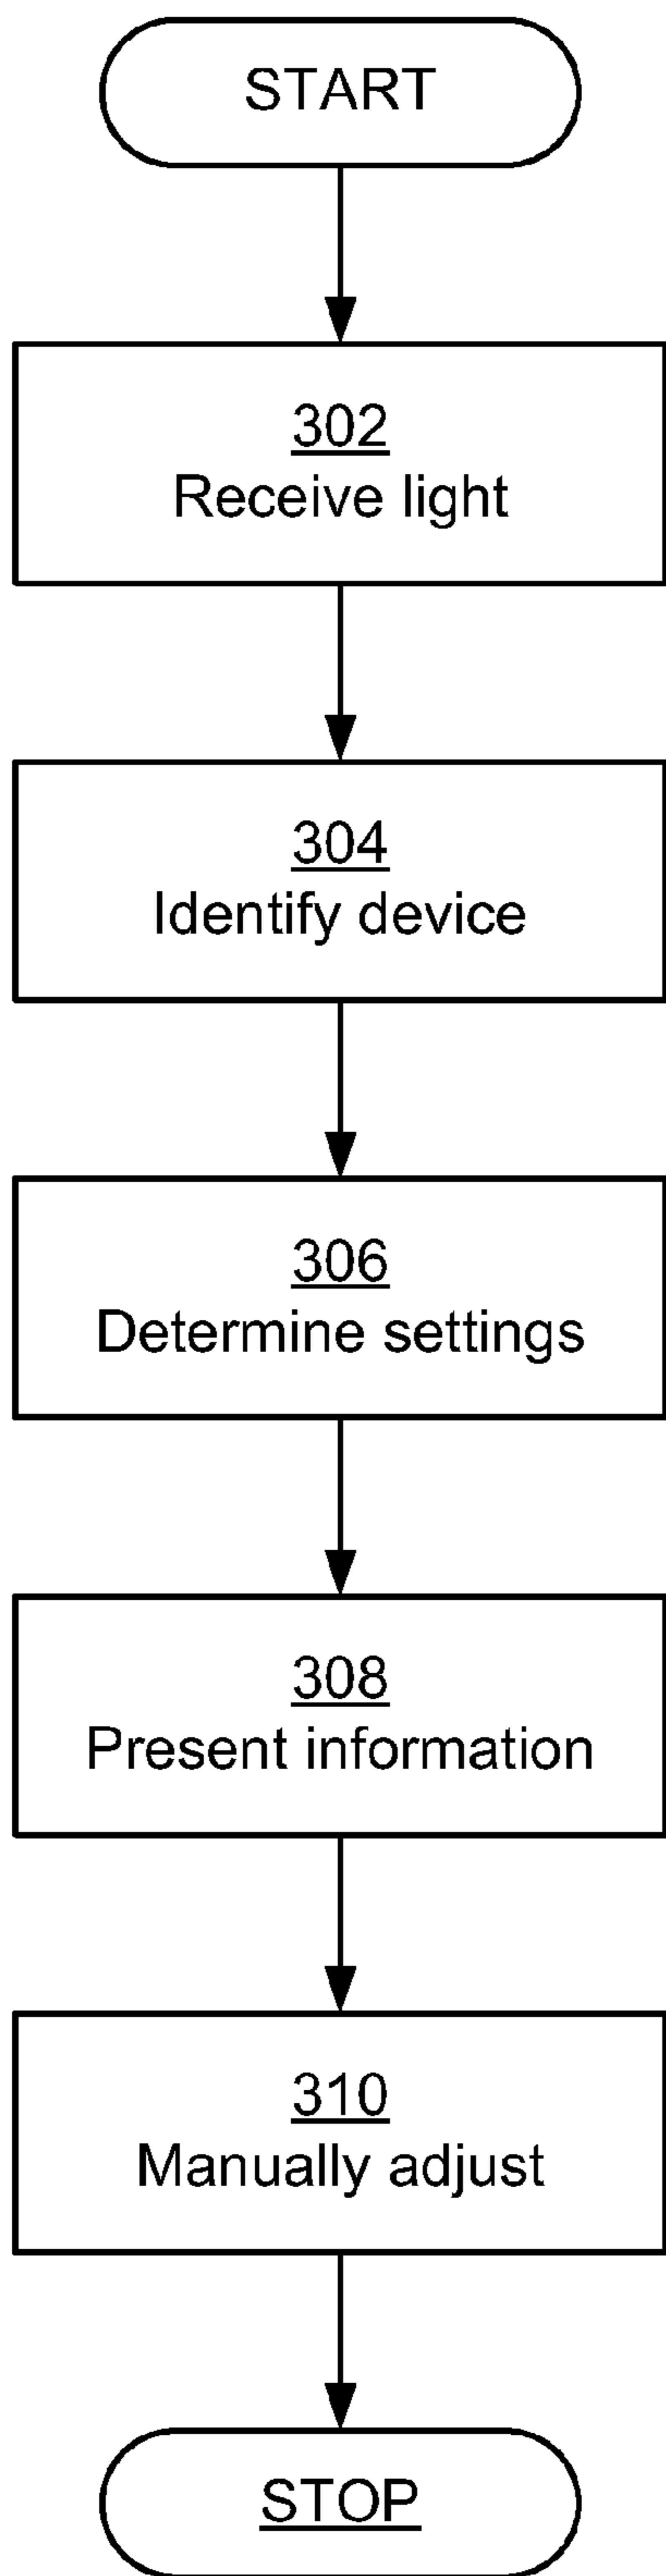 START
302
Receive light
304
Identify device
306
Determine settings
308
Present information
310
Manually adjust
STOP